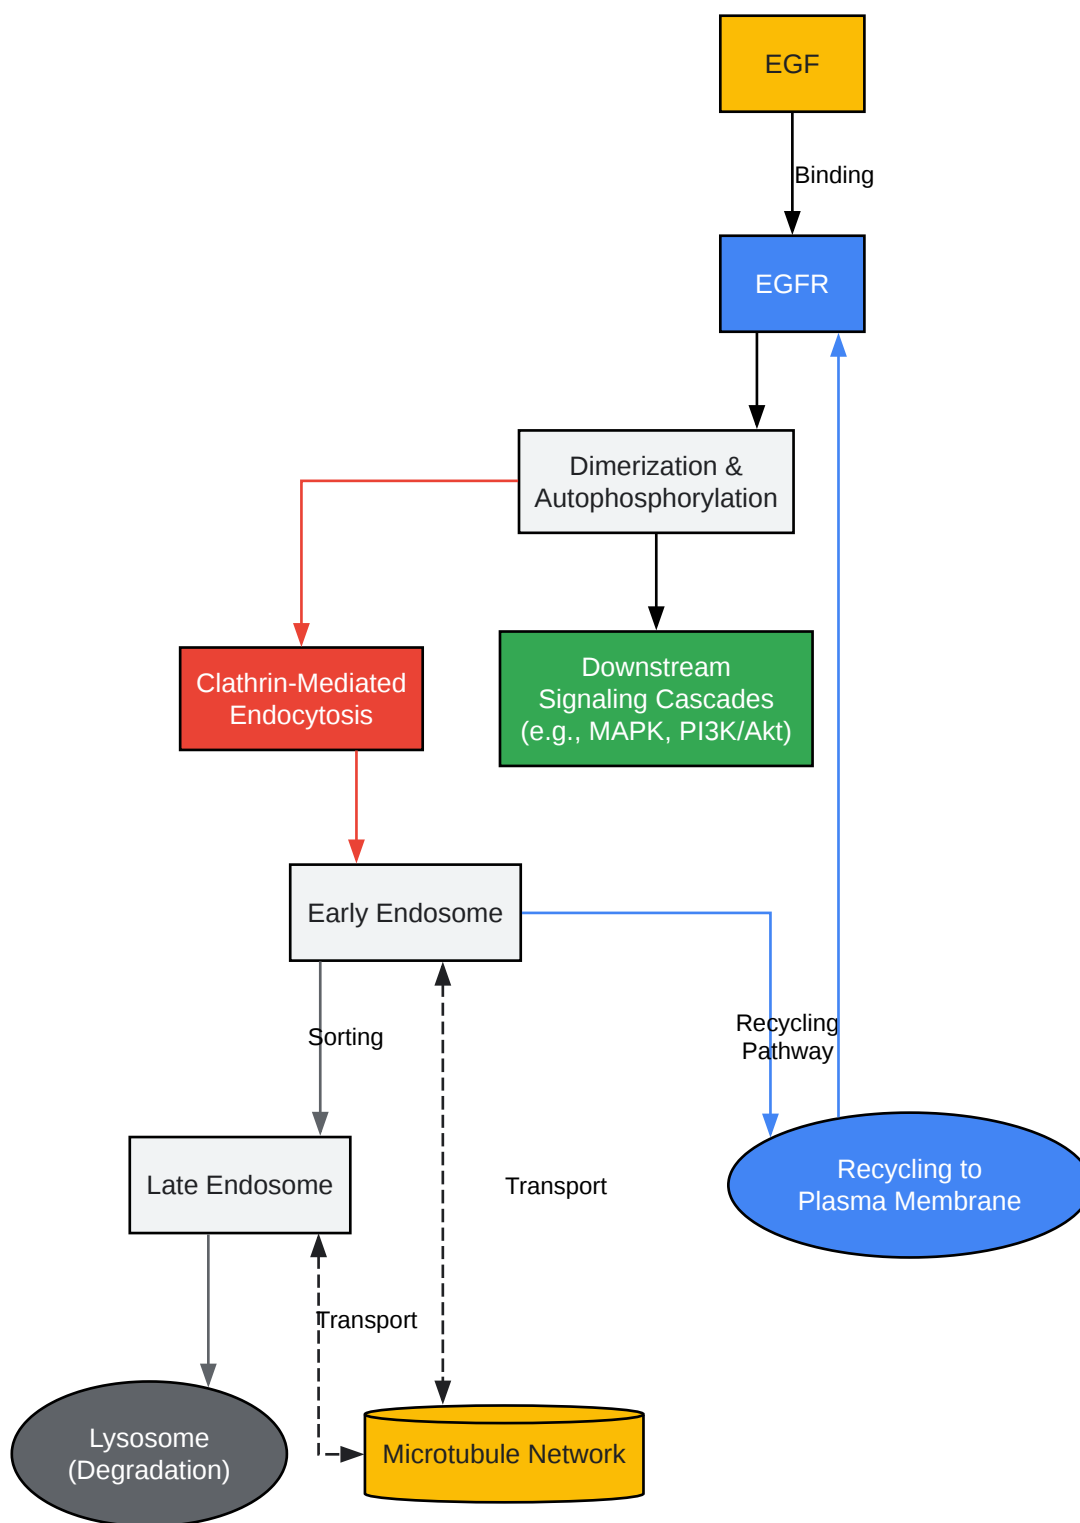 EGF
Binding
EGFR
Dimerization &
Autophosphorylation
Clathrin-Mediated
Endocytosis
Downstream
Signaling Cascades
(e.g., MAPK, PI3K/Akt)
Early Endosome
Sorting
Recycling
Pathway
Late Endosome
Transport
Recycling to
Plasma Membrane
Transport
Lysosome
(Degradation)
Microtubule Network